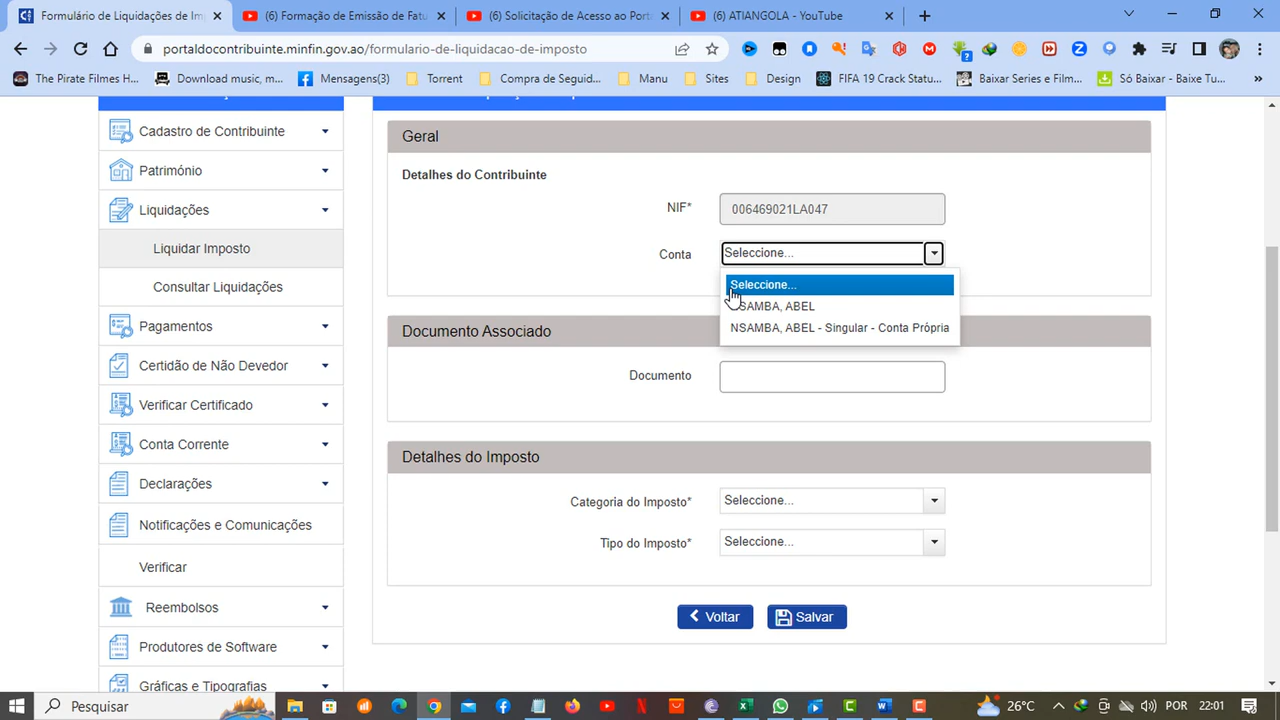 Formulário de Liquidações de Im
(6) Formação de Emissão de Fatu
(6) Solicitação de Acesso ao Port
(6) ATIANGOLA - YouTube
portaldocontribuinte.minfin.gov.ao/formulario-de-liquidacao-de-imposto
The Pirate Filmes H...
Download music, m...
Mensagens(3)
Torrent
Compra de Seguid...
Manu
Sites
Design
FIFA 19 Crack Statu...
Baixar Series e Film...
Só Baixar - Baixe Tu...
»
Cadastro de Contribuinte
Património
Liquidações
Liquidar Imposto
Consultar Liquidações
Pagamentos
Certidão de Não Devedor
Verificar Certificado
Conta Corrente
Declarações
Notificações e Comunicações
Verificar
Reembolsos
Produtores de Software
Gráficas e Tipografias
Geral
Detalhes do Contribuinte
NIF*
006469021LA047
Conta
Seleccione...
Seleccione...
NSAMBA, ABEL
NSAMBA, ABEL - Singular - Conta Própria
Documento Associado
Documento
Detalhes do Imposto
Categoria do Imposto*
Seleccione...
Tipo do Imposto*
Seleccione...
Voltar
Salvar
Pesquisar
26°C
POR
22:01